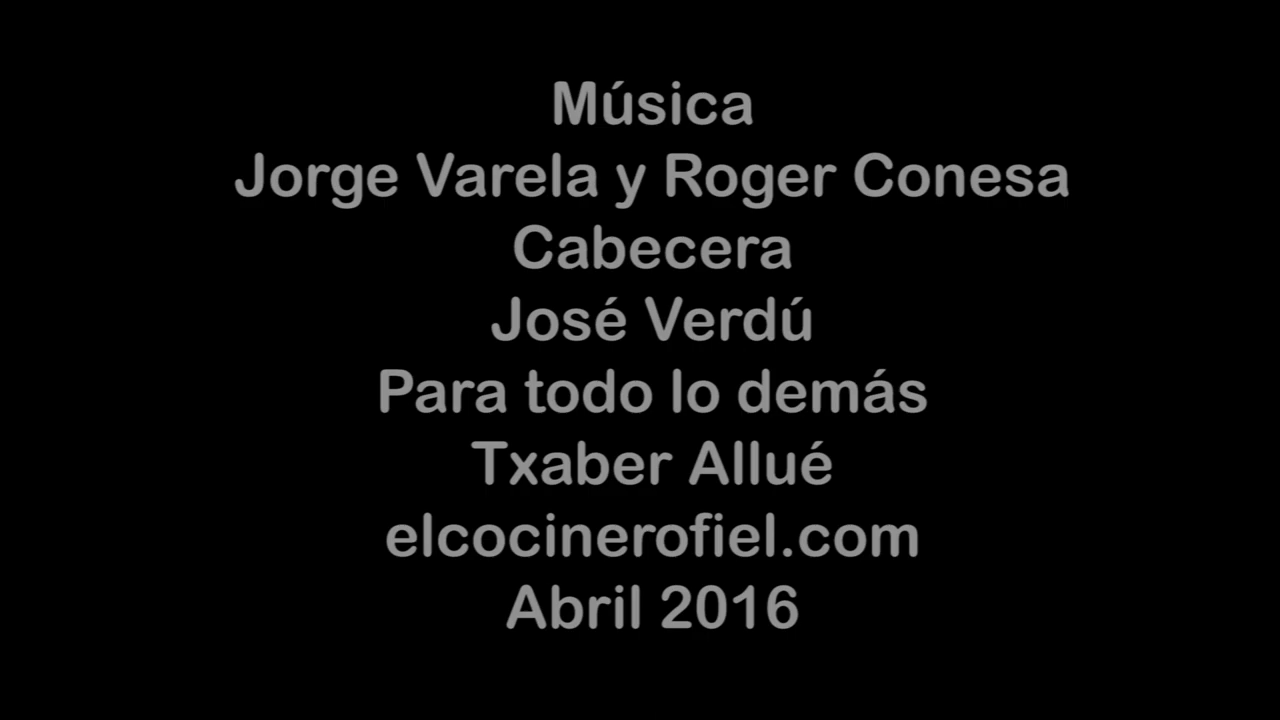 Música
Jorge Varela y Roger Conesa
Cabecera
José Verdú
Para todo lo demás
Txaber Allué
elcocinerofiel.com
Abril 2016